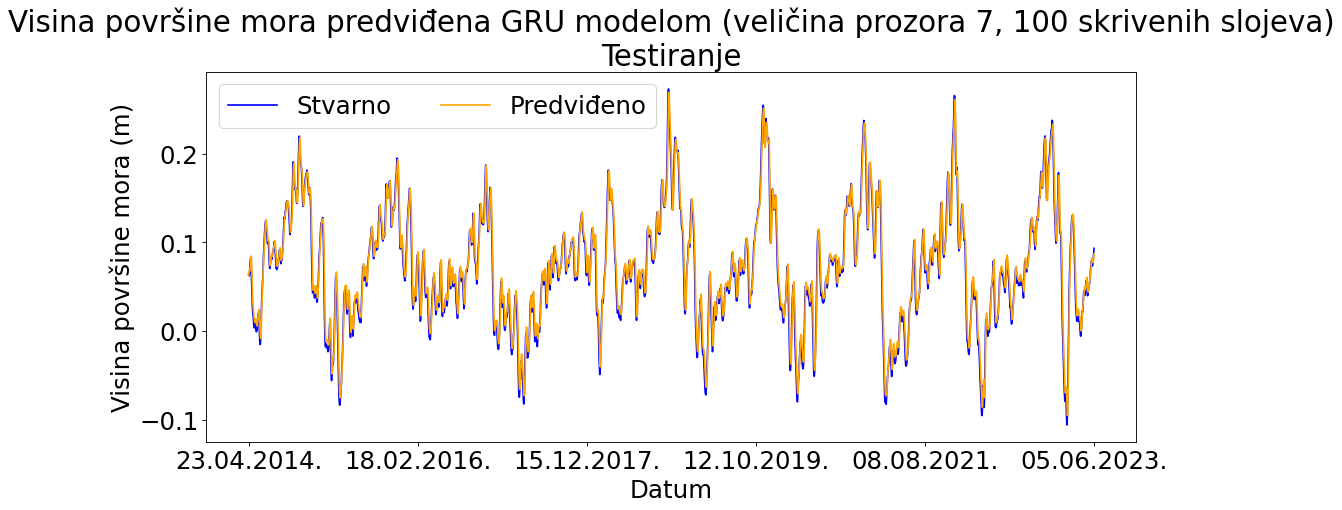 Visina površine mora predviđena GRU modelom (veličina prozora 7, 100 skrivenih slojeva)
Testiranje
Stvarno Predviđeno
Visina površine mora (m)
0.2
0.1
0.0
−0.1
23.04.2014. 18.02.2016. 15.12.2017. 12.10.2019. 08.08.2021. 05.06.2023.
Datum